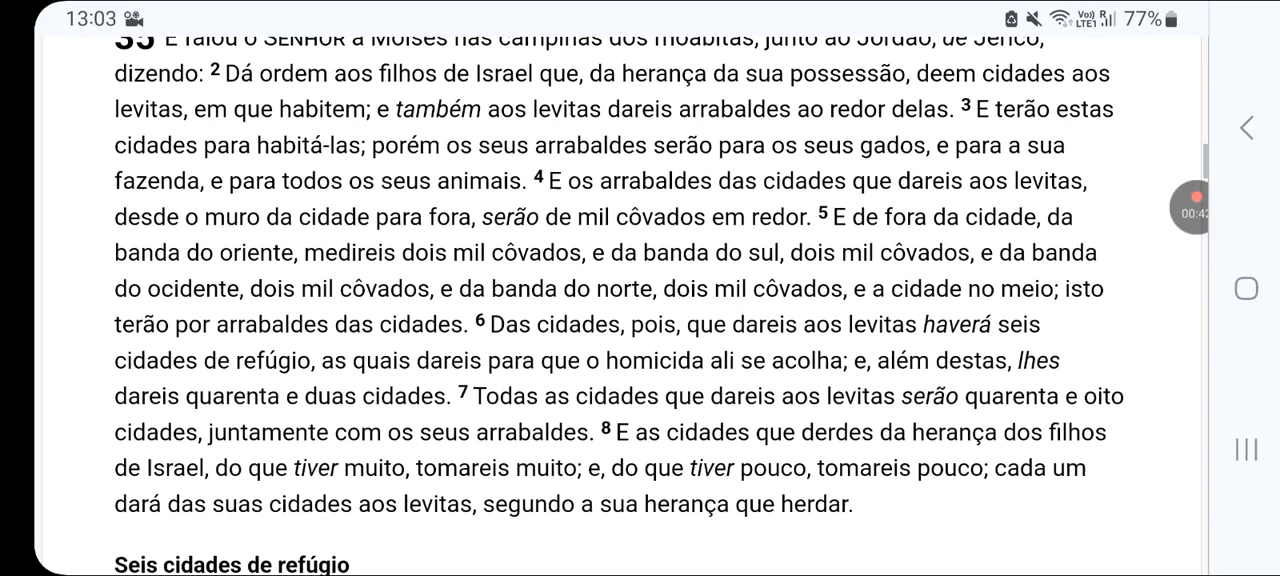 13:03
Vo)) R
LTE1 77%
35 E falou o SENHOR a Moisés nas campinas dos moabitas, junto ao Jordão, de Jericó,
dizendo: 2 Dá ordem aos filhos de Israel que, da herança da sua possessão, deem cidades aos
levitas, em que habitem; e também aos levitas dareis arrabaldes ao redor delas. 3 E terão estas
cidades para habitá-las; porém os seus arrabaldes serão para os seus gados, e para a sua
fazenda, e para todos os seus animais. 4 E os arrabaldes das cidades que dareis aos levitas,
desde o muro da cidade para fora, serão de mil côvados em redor. 5 E de fora da cidade, da
00:42
banda do oriente, medireis dois mil côvados, e da banda do sul, dois mil côvados, e da banda
do ocidente, dois mil côvados, e da banda do norte, dois mil côvados, e a cidade no meio; isto
terão por arrabaldes das cidades. 6 Das cidades, pois, que dareis aos levitas haverá seis
cidades de refúgio, as quais dareis para que o homicida ali se acolha; e, além destas, lhes
dareis quarenta e duas cidades. 7 Todas as cidades que dareis aos levitas serão quarenta e oito
cidades, juntamente com os seus arrabaldes. 8 E as cidades que derdes da herança dos filhos
de Israel, do que tiver muito, tomareis muito; e, do que tiver pouco, tomareis pouco; cada um
dará das suas cidades aos levitas, segundo a sua herança que herdar.
Seis cidades de refúgio